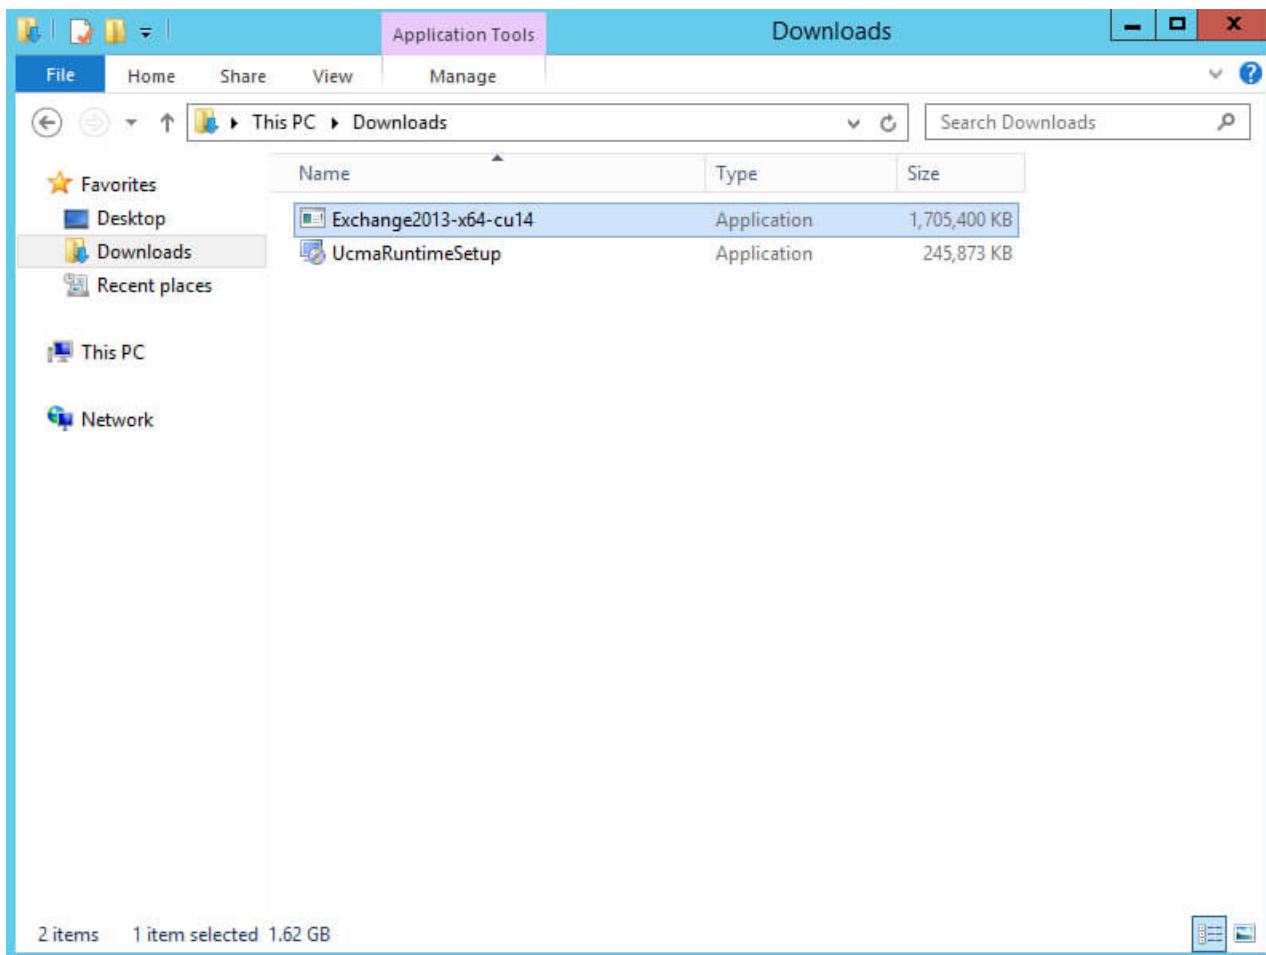 Application Tools Downloads
File Home Share View Manage
This PC Downloads Search Downloads
Name Type Size
Favorites
Desktop Exchange2013-x64-cu14 Application 1,705,400 KB
Downloads UcmaRuntimeSetup Application 245,873 KB
Recent places
This PC
Network
2 items 1 item selected 1.62 GB